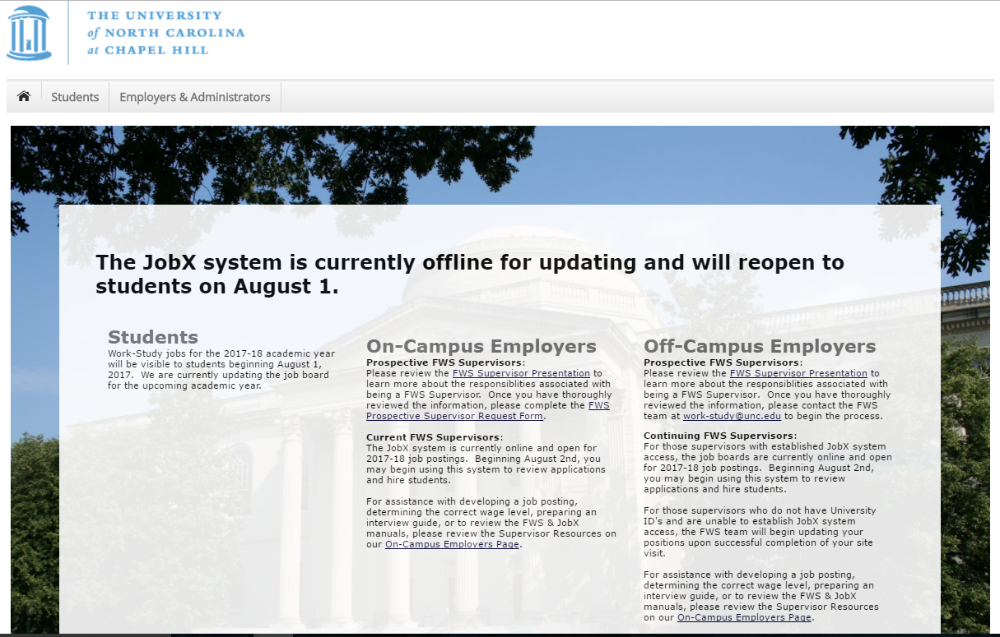 THE UNIVERSITY
of NORTH CAROLINA
at CHAPEL HILL
Students
Employers & Administrators
The JobX system is currently offline for updating and will reopen to
students on August 1.
Students
Work-Study jobs for the 2017-18 academic year
will be visible to students beginning August 1,
2017. We are currently updating the job board
for the upcoming academic year.
On-Campus Employers
Prospective FWS Supervisors:
Please review the FWS Supervisor Presentation to
learn more about the responsiblities associated with
being a FWS Supervisor. Once you have thoroughly
reviewed the information, please complete the FWS
Prospective Supervisor Request Form.
Current FWS Supervisors:
The JobX system is currently online and open for
2017-18 job postings. Beginning August 2nd, you
may begin using this system to review applications
and hire students.
For assistance with developing a job posting,
determining the correct wage level, preparing an
interview guide, or to review the FWS & JobX
manuals, please review the Supervisor Resources on
our On-Campus Employers Page.
Off-Campus Employers
Prospective FWS Supervisors:
Please review the FWS Supervisor Presentation to
learn more about the responsiblities associated with
being a FWS Supervisor. Once you have thoroughly
reviewed the information, please contact the FWS
team at work-study@unc.edu to begin the process.
Continuing FWS Supervisors:
For those supervisors with established JobX system
access, the job boards are currently online and open
for 2017-18 job postings. Beginning August 2nd,
you may begin using this system to review
applications and hire students.
For those supervisors who do not have University
ID's and are unable to establish JobX system
access, the FWS team will begin updating your
positions upon successful completion of your site
visit.
For assistance with developing a job posting,
determining the correct wage level, preparing an
interview guide, or to review the FWS & JobX
manuals, please review the Supervisor Resources
on our On-Campus Employers Page.